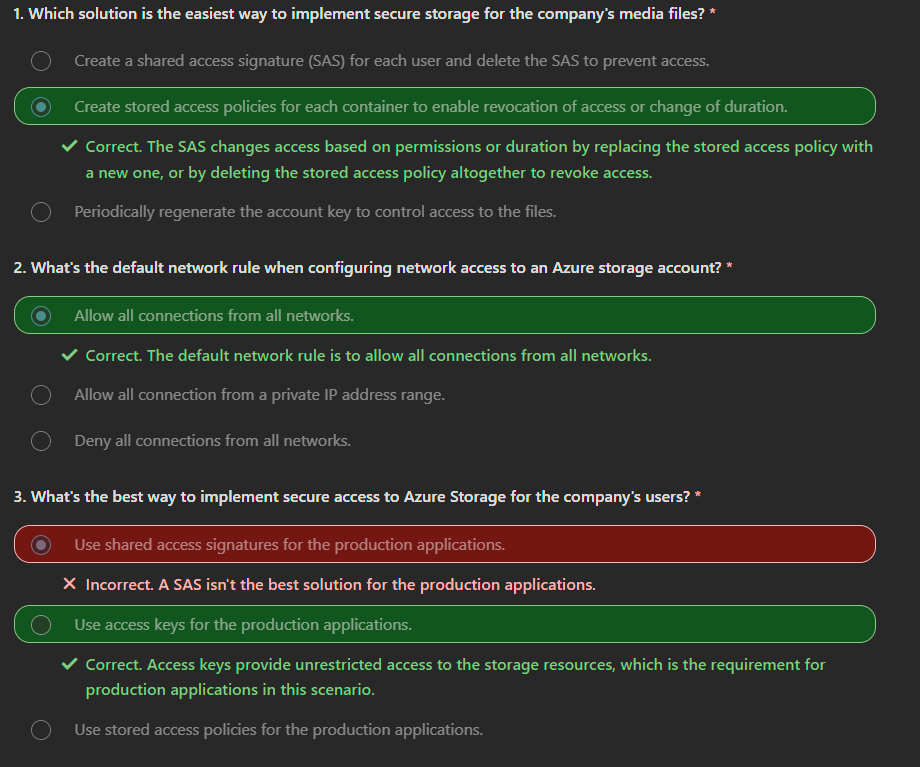 1. Which solution is the easiest way to implement secure storage for the company's media files? *
Create a shared access signature (SAS) for each user and delete the SAS to prevent access.
Create stored access policies for each container to enable revocation of access or change of duration.
Correct. The SAS changes access based on permissions or duration by replacing the stored access policy with
a new one, or by deleting the stored access policy altogether to revoke access.
Periodically regenerate the account key to control access to the files.
2. What's the default network rule when configuring network access to an Azure storage account? *
Allow all connections from all networks.
Correct. The default network rule is to allow all connections from all networks.
Allow all connection from a private IP address range.
Deny all connections from all networks.
3. What's the best way to implement secure access to Azure Storage for the company's users? *
Use shared access signatures for the production applications.
Incorrect. A SAS isn't the best solution for the production applications.
Use access keys for the production applications.
Correct. Access keys provide unrestricted access to the storage resources, which is the requirement for
production applications in this scenario.
Use stored access policies for the production applications.